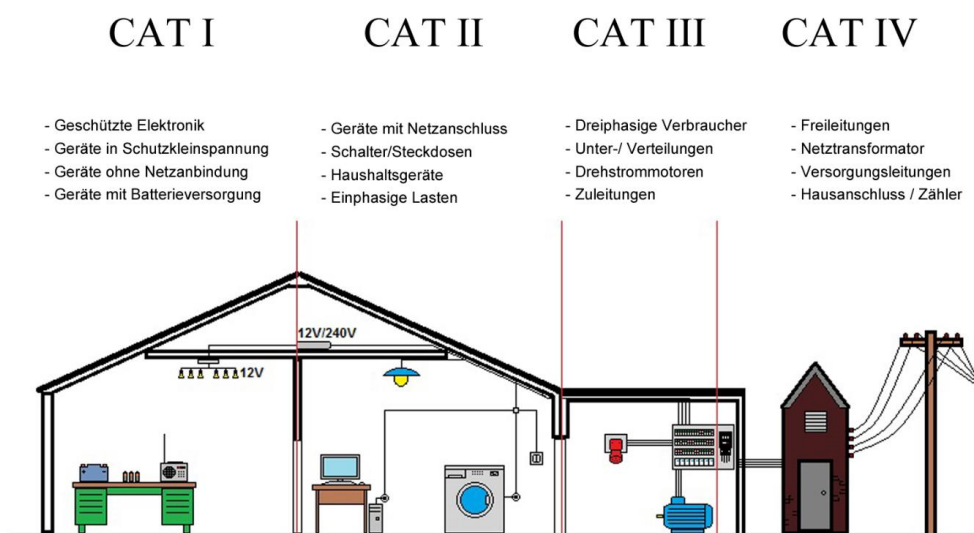 CAT I
- Geschützte Elektronik
- Geräte in Schutzkleinspannung
- Geräte ohne Netzanbindung
- Geräte mit Batterieversorgung
CAT II
- Geräte mit Netzanschluss
- Schalter/Steckdosen
- Haushaltsgeräte
- Einphasige Lasten
CAT III
- Dreiphasige Verbraucher
- Unter-/ Verteilungen
- Drehstrommotoren
- Zuleitungen
CAT IV
- Freileitungen
- Netztransformator
- Versorgungsleitungen
- Hausanschluss / Zähler
12V/240V
12V